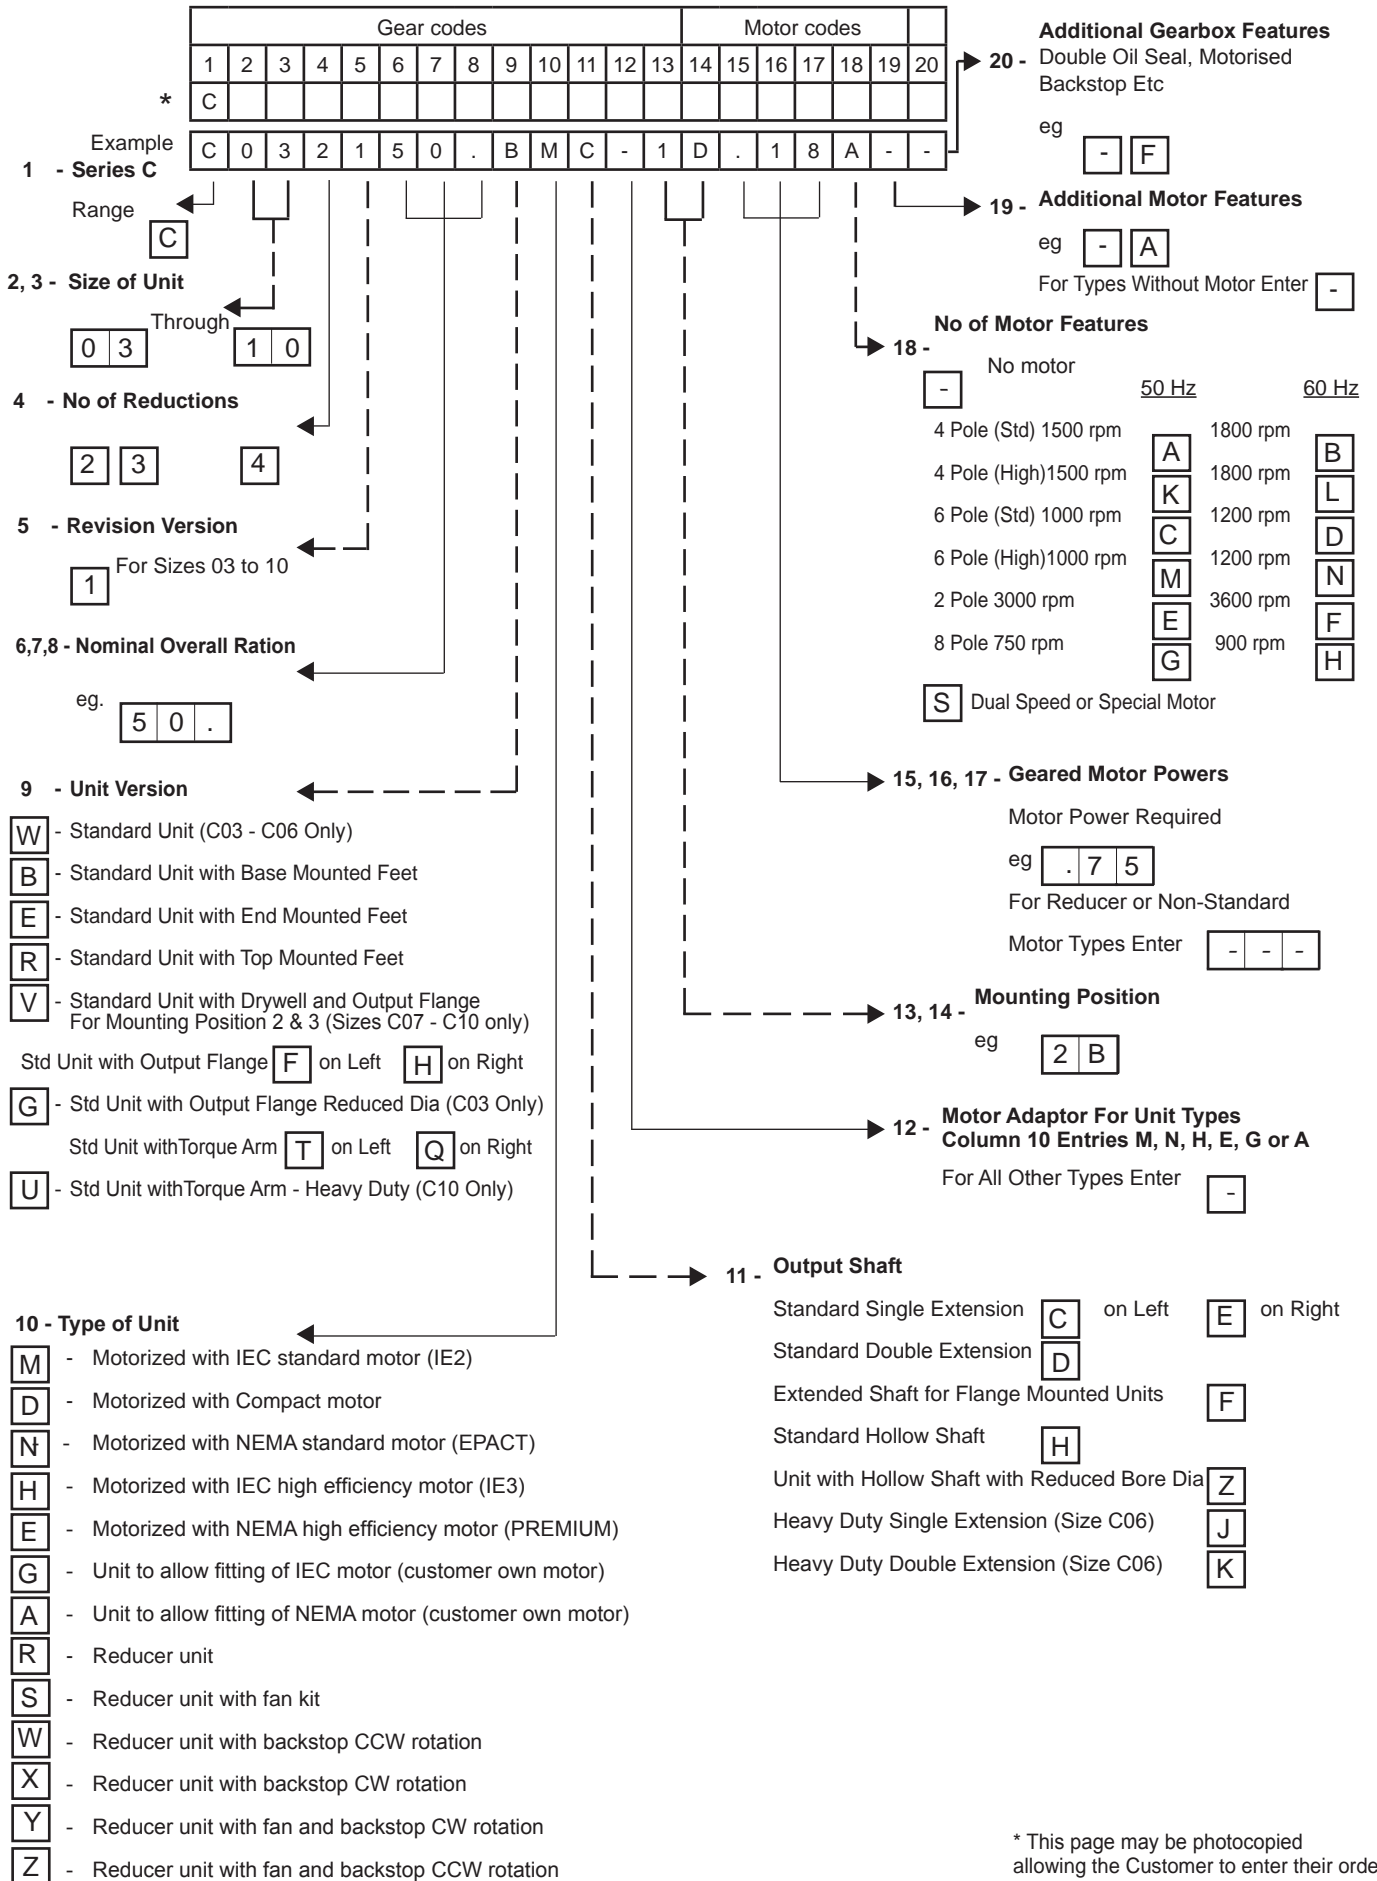 Gear codes Motor codes
1 2 3 4 5 6 7 8 9 10 11 12 13 14 15 16 17 18 19 20
* C
Example C 0 3 2 1 5 0 . B M C - 1 D . 1 8 A - -
1 - Series C
Range
C
2, 3 - Size of Unit
0 3 Through 1 0
4 - No of Reductions
2 3 4
5 - Revision Version
1 For Sizes 03 to 10
6,7,8 - Nominal Overall Ration
eg. 5 0 .
9 - Unit Version
W - Standard Unit (C03 - C06 Only)
B - Standard Unit with Base Mounted Feet
E - Standard Unit with End Mounted Feet
R - Standard Unit with Top Mounted Feet
V - Standard Unit with Drywell and Output Flange
For Mounting Position 2 & 3 (Sizes C07 - C10 only)
Std Unit with Output Flange F on Left H on Right
G - Std Unit with Output Flange Reduced Dia (C03 Only)
Std Unit withTorque Arm T on Left Q on Right
U - Std Unit withTorque Arm - Heavy Duty (C10 Only)
10 - Type of Unit
M - Motorized with IEC standard motor (IE2)
D - Motorized with Compact motor
N - Motorized with NEMA standard motor (EPACT)
H - Motorized with IEC high efficiency motor (IE3)
E - Motorized with NEMA high efficiency motor (PREMIUM)
G - Unit to allow fitting of IEC motor (customer own motor)
A - Unit to allow fitting of NEMA motor (customer own motor)
R - Reducer unit
S - Reducer unit with fan kit
W - Reducer unit with backstop CCW rotation
X - Reducer unit with backstop CW rotation
Y - Reducer unit with fan and backstop CW rotation
Z - Reducer unit with fan and backstop CCW rotation
Additional Gearbox Features
20 - Double Oil Seal, Motorised
Backstop Etc
eg
- F
19 - Additional Motor Features
eg - A
For Types Without Motor Enter -
No of Motor Features
18 -
No motor
- 50 Hz 60 Hz
4 Pole (Std) 1500 rpm A 1800 rpm B
4 Pole (High)1500 rpm K 1800 rpm L
6 Pole (Std) 1000 rpm C 1200 rpm D
6 Pole (High)1000 rpm M 1200 rpm N
2 Pole 3000 rpm E 3600 rpm F
8 Pole 750 rpm G 900 rpm H
S Dual Speed or Special Motor
15, 16, 17 - Geared Motor Powers
Motor Power Required
eg . 7 5
For Reducer or Non-Standard
Motor Types Enter - - -
Mounting Position
13, 14 -
eg 2 B
Motor Adaptor For Unit Types
12 -
Column 10 Entries M, N, H, E, G or A
For All Other Types Enter -
11 - Output Shaft
Standard Single Extension C on Left E on Right
Standard Double Extension D
Extended Shaft for Flange Mounted Units F
Standard Hollow Shaft H
Unit with Hollow Shaft with Reduced Bore Dia Z
Heavy Duty Single Extension (Size C06) J
Heavy Duty Double Extension (Size C06) K
* This page may be photocopied
allowing the Customer to enter their orde